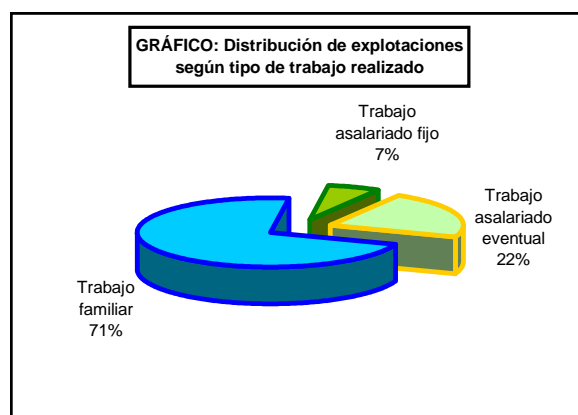 GRÁFICO: Distribución de explotaciones
según tipo de trabajo realizado
Trabajo
asalariado fijo
7%
Trabajo
asalariado
eventual
22%
Trabajo
familiar
71%